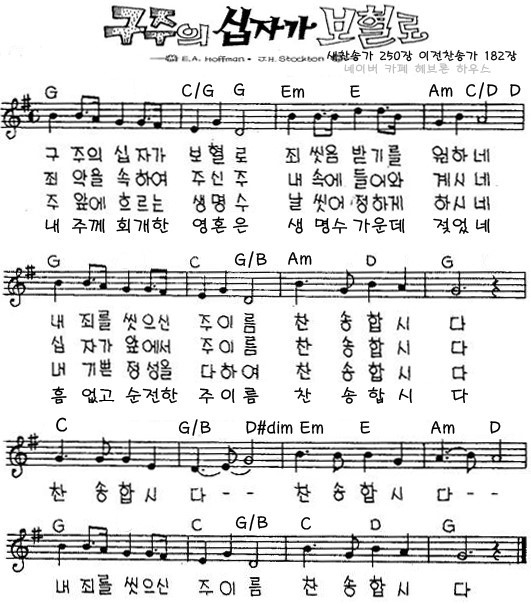 구주의 십자가 보혈로
E.A. Hoffman · J.H. Stockton
새찬송가 250장 이전찬송가 182장
네이버 카페 헤브론 하우스
G C/G G Em E Am C/D D
구 주의 십 자가 보 혈로 죄 씻음 받기를 원하 네
죄 악을 속 하여 주신 주 내 속에 들어와 계시 네
주 앞에 흐르는 생 명수 날 씻어 정하게 하시 네
내 주께 회개한 영혼 은 생 명수 가운데 젖었 네
G C G/B Am D G
내 죄를 씻으신 주이름 찬 송합시 다
십 자가 앞에서 주이름 찬 송합시 다
내 기쁜 정성을 다하여 찬 송합시 다
흠 없고 순전한 주이름 찬 송합시 다
C G/B D#dim Em E Am D
찬 송 합 시 다 - - 찬 송 합 시 다 -
G C G/B C D G
내 죄를 씻으신 주이름 찬 송 합 시 다